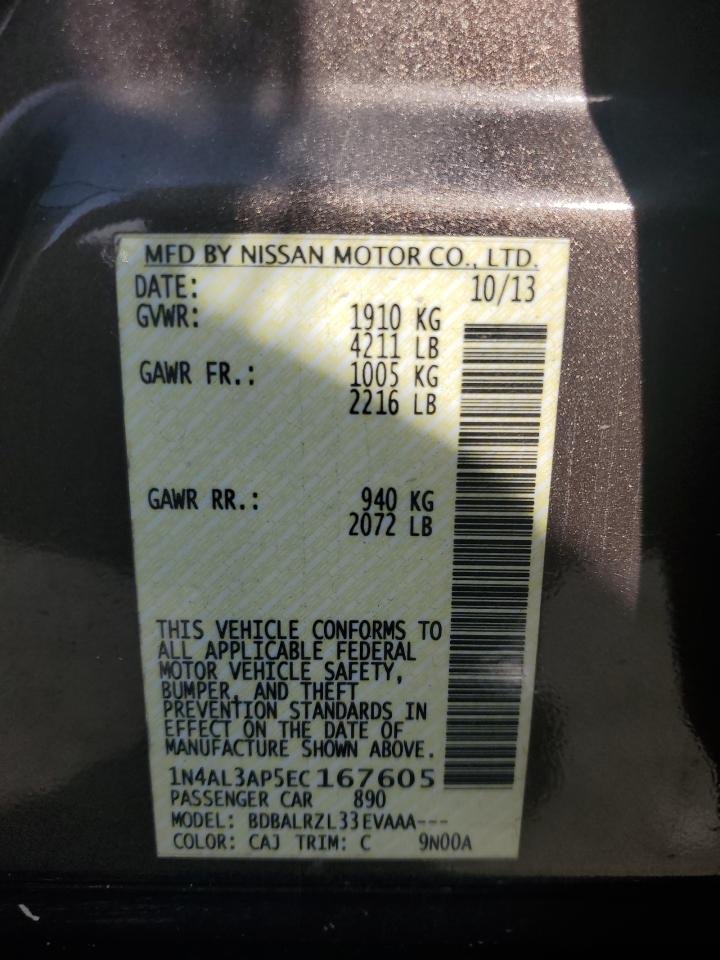 MFD BY NISSAN MOTOR CO., LTD.
DATE: 10/13
GVWR: 1910 KG
4211 LB
GAWR FR.: 1005 KG
2216 LB
GAWR RR.: 940 KG
2072 LB
THIS VEHICLE CONFORMS TO
ALL APPLICABLE FEDERAL
MOTOR VEHICLE SAFETY,
BUMPER, AND THEFT
PREVENTION STANDARDS IN
EFFECT ON THE DATE OF
MANUFACTURE SHOWN ABOVE.
1N4AL3AP5EC167605
PASSENGER CAR 890
MODEL: BDBALRZL33EVAAA---
COLOR: CAJ TRIM: C 9N00A